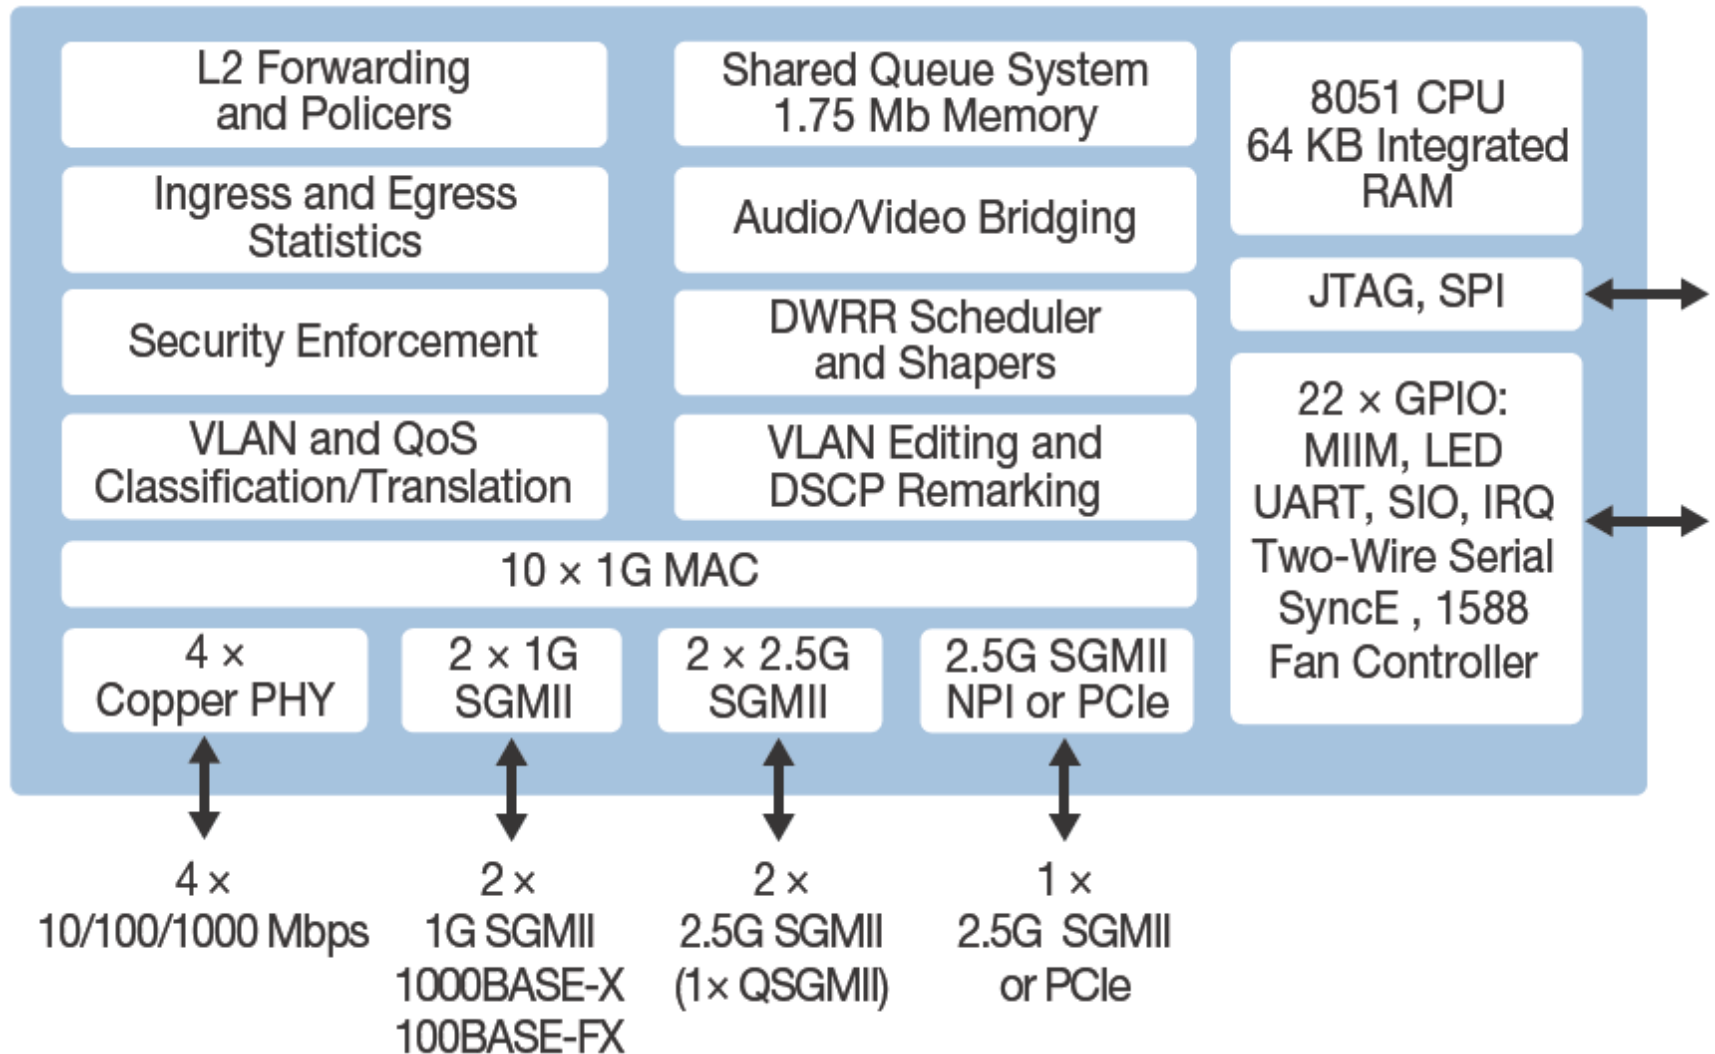 L2 Forwarding
and Policers
Shared Queue System
1.75 Mb Memory
8051 CPU
64 KB Integrated
RAM
Ingress and Egress
Statistics
Audio/Video Bridging
JTAG, SPI
Security Enforcement
DWRR Scheduler
and Shapers
22 × GPIO:
MIIM, LED
UART, SIO, IRQ
Two-Wire Serial
SyncE , 1588
Fan Controller
VLAN and QoS
Classification/Translation
VLAN Editing and
DSCP Remarking
10 × 1G MAC
4 ×
Copper PHY
2 × 1G
SGMII
2 × 2.5G
SGMII
2.5G SGMII
NPI or PCIe
4 ×
10/100/1000 Mbps
2 ×
1G SGMII
1000BASE-X
100BASE-FX
2 ×
2.5G SGMII
(1× QSGMII)
1 ×
2.5G SGMII
or PCIe